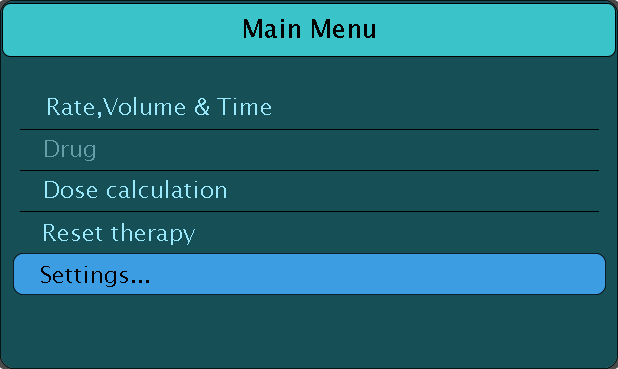 Main Menu
Rate,Volume & Time
Drug
Dose calculation
Reset therapy
Settings...